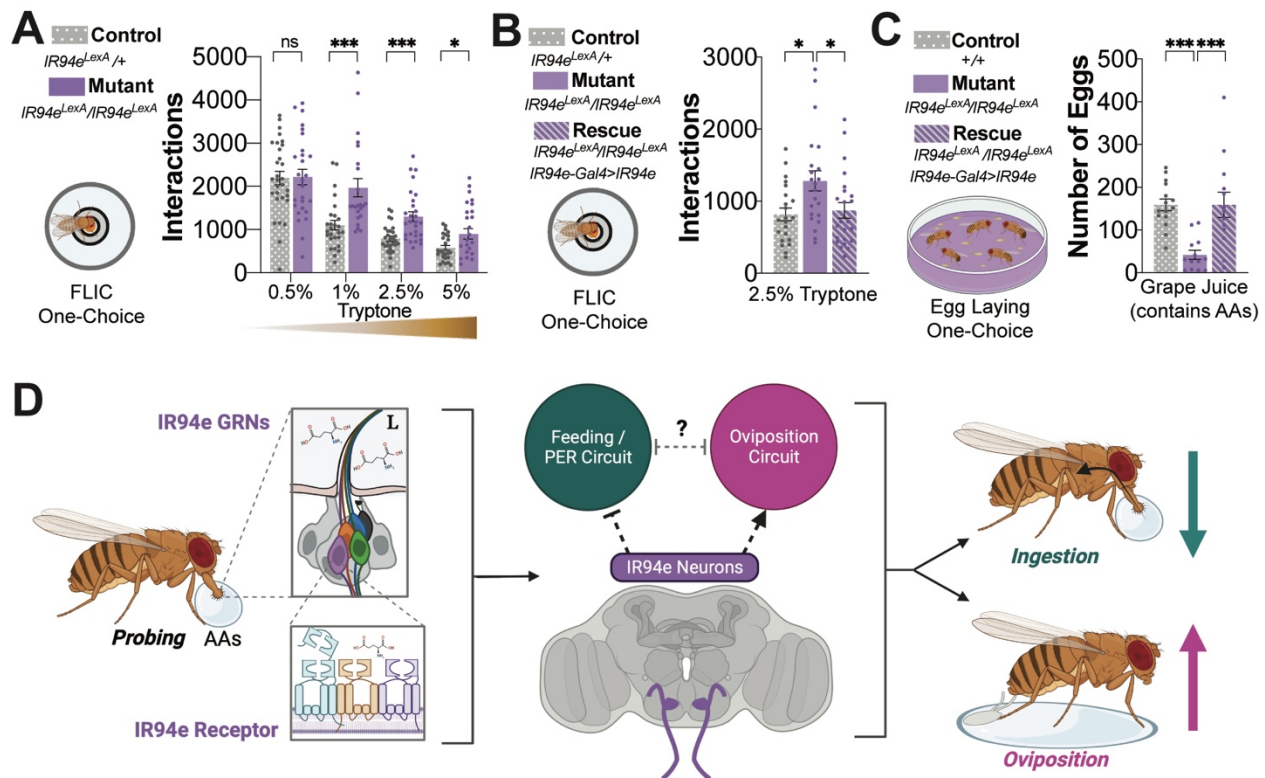 A
Control
IR94e^LexA/+
Mutant
IR94e^LexA/IR94e^LexA
FLIC
One-Choice
Interactions
5000
4000
3000
2000
1000
0
ns
***
***
*
0.5%
1%
2.5%
5%
Tryptone
B
Control
IR94e^LexA/+
Mutant
IR94e^LexA/IR94e^LexA
Rescue
IR94e^LexA/IR94e^LexA
IR94e-Gal4>IR94e
FLIC
One-Choice
Interactions
3000
2000
1000
0
*
*
2.5% Tryptone
C
Control
+/+
Mutant
IR94e^LexA/IR94e^LexA
Rescue
IR94e^LexA/IR94e^LexA
IR94e-Gal4>IR94e
Egg Laying
One-Choice
Number of Eggs
500
400
300
200
100
0
***
***
Grape Juice
(contains AAs)
D
IR94e GRNs
L
Probing
AAs
IR94e Receptor
Feeding /
PER Circuit
?
Oviposition
Circuit
IR94e Neurons
Ingestion
Oviposition